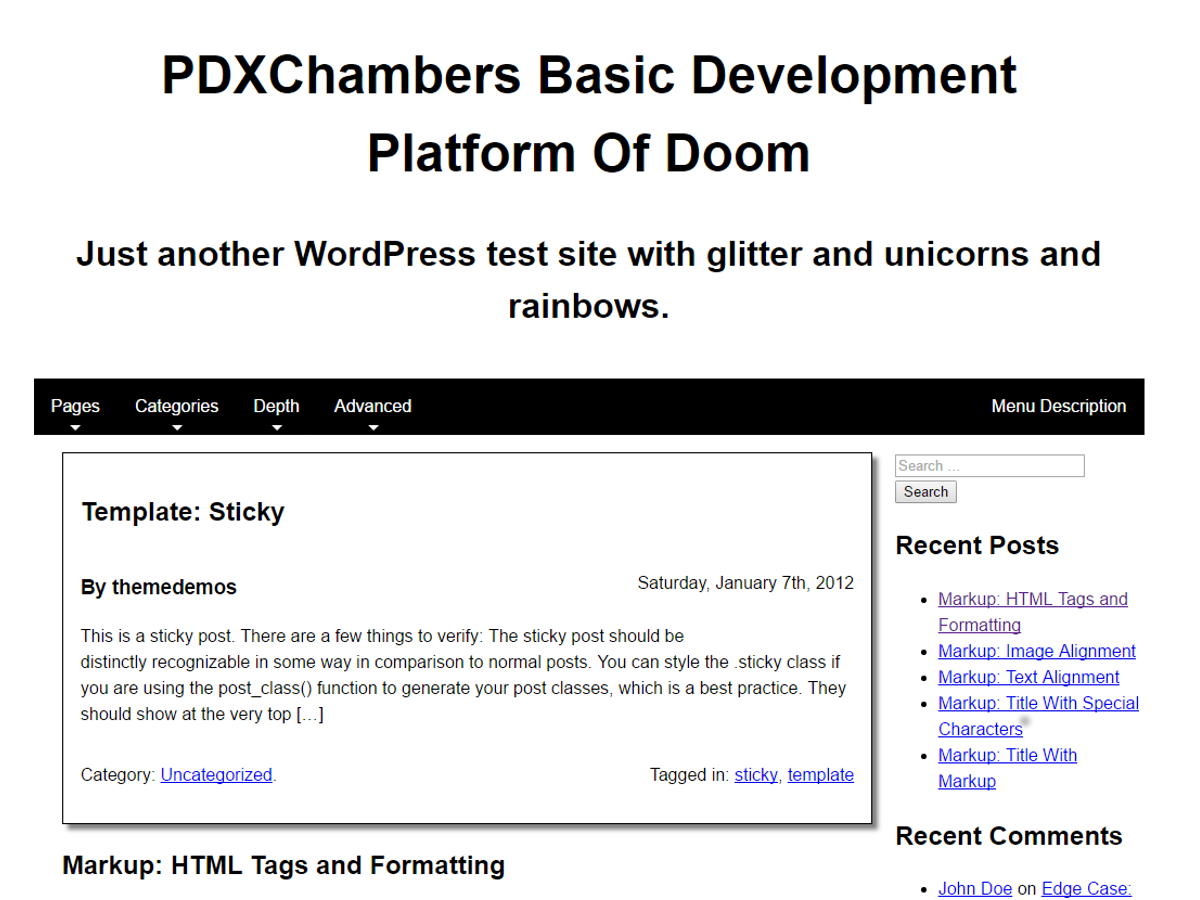 PDXChambers Basic Development
Platform Of Doom
Just another WordPress test site with glitter and unicorns and
rainbows.
Pages
Categories
Depth
Advanced
Menu Description
Template: Sticky
By themedemos
Saturday, January 7th, 2012
This is a sticky post. There are a few things to verify: The sticky post should be
distinctly recognizable in some way in comparison to normal posts. You can style the .sticky class if
you are using the post_class() function to generate your post classes, which is a best practice. They
should show at the very top […]
Category: Uncategorized.
Tagged in: sticky, template
Markup: HTML Tags and Formatting
Search ...
Search
Recent Posts
Markup: HTML Tags and
Formatting
Markup: Image Alignment
Markup: Text Alignment
Markup: Title With Special
Characters
Markup: Title With
Markup
Recent Comments
John Doe on Edge Case: